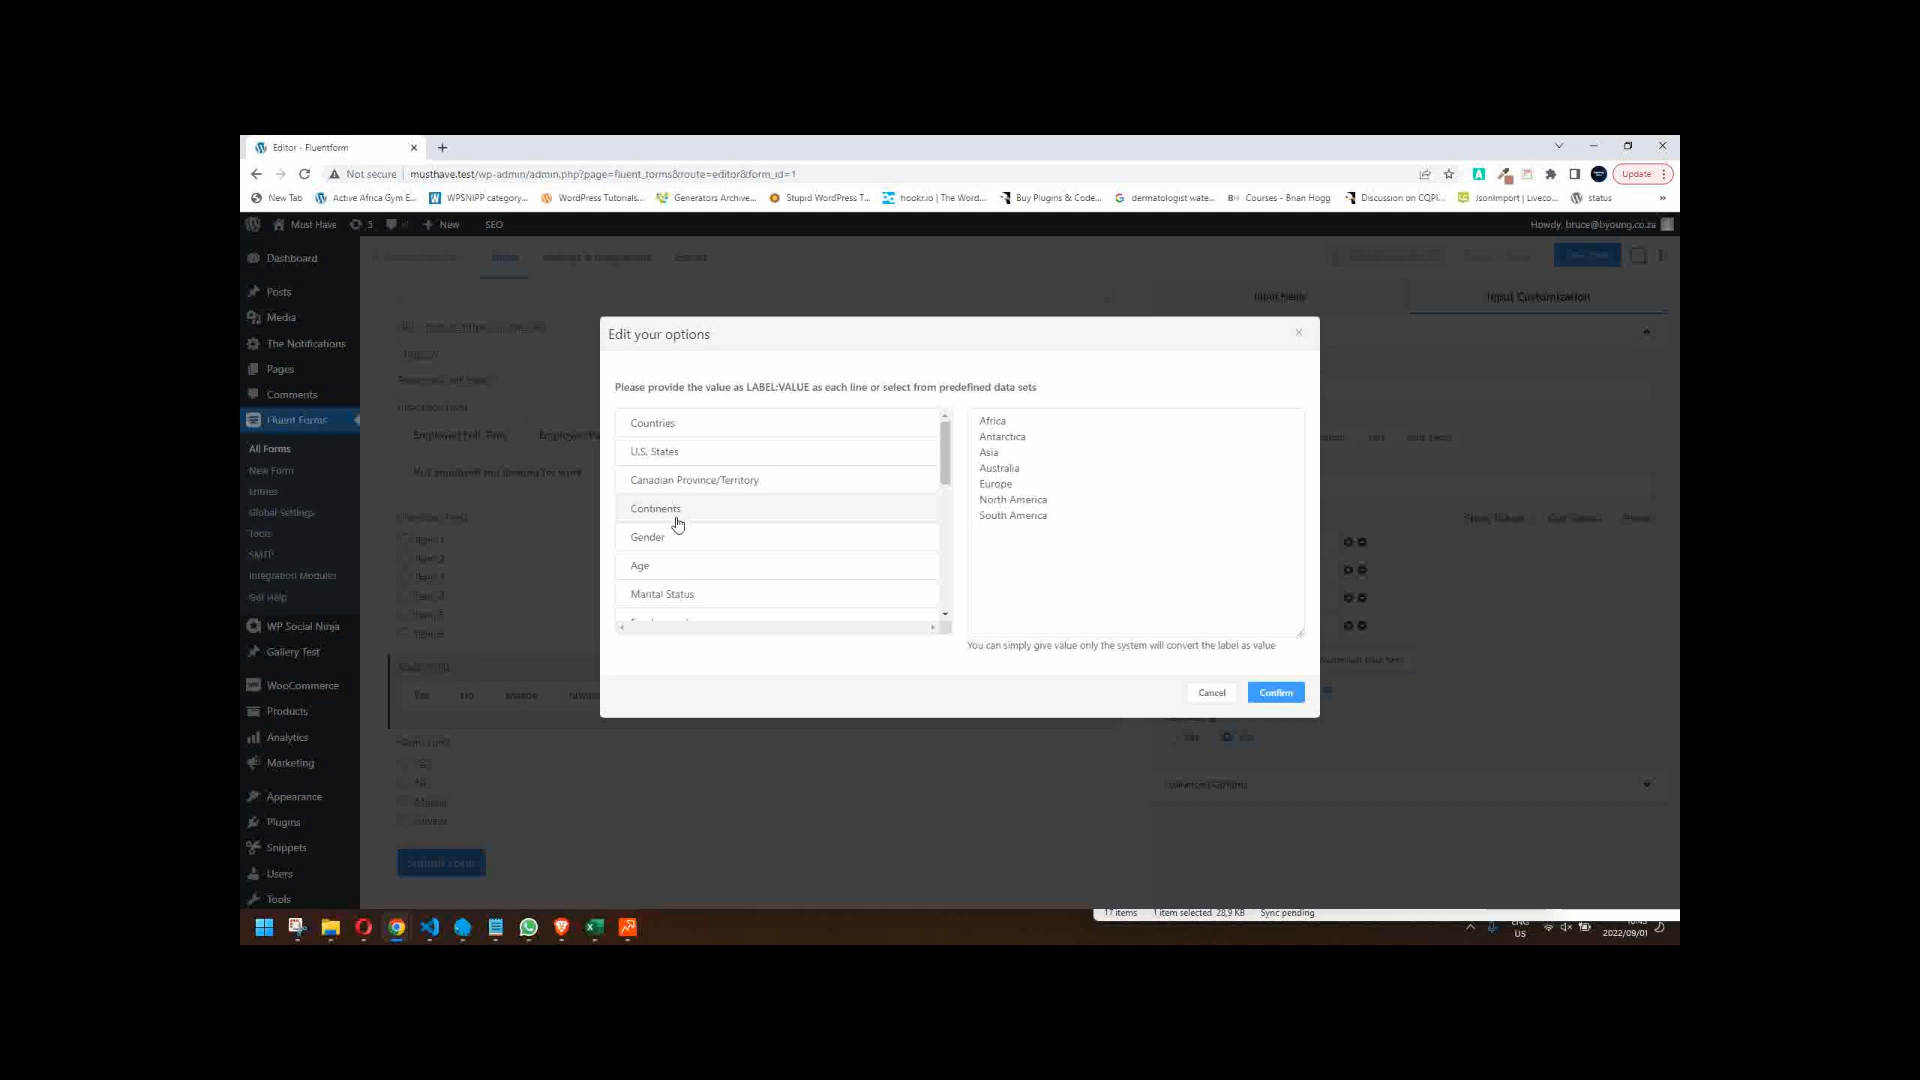 Editor - Fluentform
Not secure
musthave.test/wp-admin/admin.php?page=fluent_forms&route=editor&form_id=1
Update
New Tab
Active Africa Gym E...
WPSNIPP category...
WordPress Tutorials...
Generators Archive...
Stupid WordPress T...
hookr.io | The Word...
Buy Plugins & Code...
dermatologist wate...
Courses - Brian Hogg
Discussion on CQPI...
JsonImport | Liveco...
status
Must Have
5
New
SEO
Howdy, bruce@byoung.co.za
Dashboard
Posts
Media
The Notifications
Pages
Comments
Fluent Forms
All Forms
New Form
Entries
Global Settings
Tools
SMTP
Integration Modules
Get Help
WP Social Ninja
Gallery Test
WooCommerce
Products
Analytics
Marketing
Appearance
Plugins
Snippets
Users
Tools
Input Fields
Input Customization
Edit your options
Please provide the value as LABEL:VALUE as each line or select from predefined data sets
Countries
U.S. States
Canadian Province/Territory
Continents
Gender
Age
Marital Status
Africa
Antarctica
Asia
Australia
Europe
North America
South America
You can simply give value only the system will convert the label as value
Cancel
Confirm
Submit Form
17 items
1 item selected 28,9 KB
Sync pending
ENG
US
2022/09/01